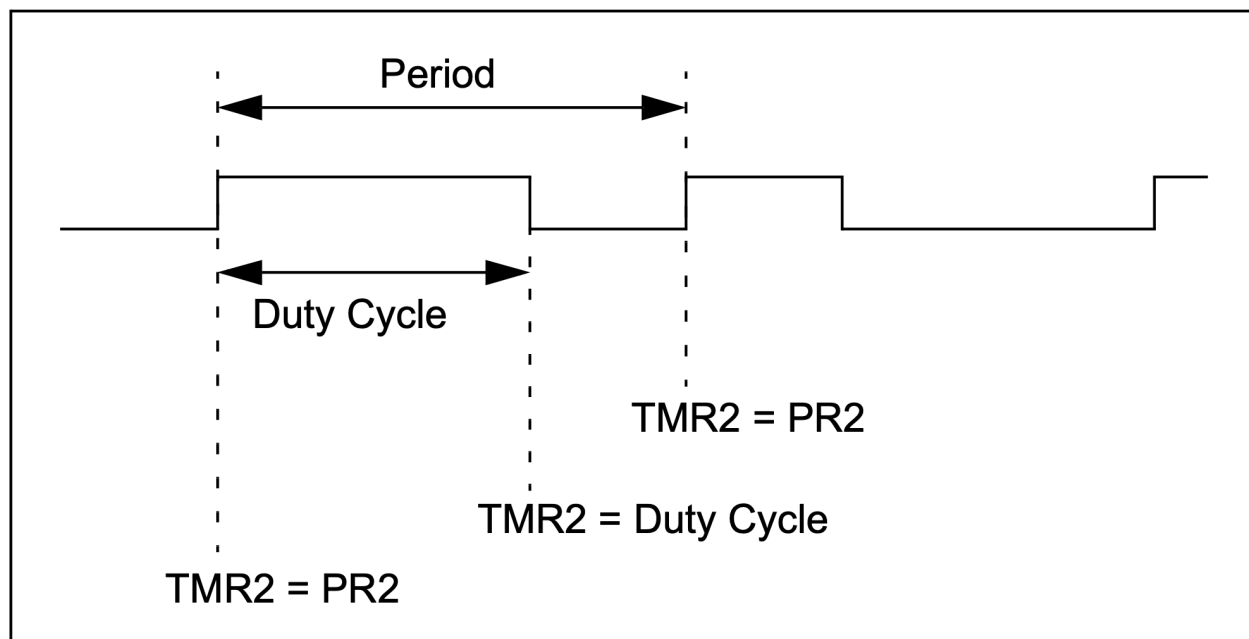 Period
Duty Cycle
TMR2 = PR2
TMR2 = Duty Cycle
TMR2 = PR2